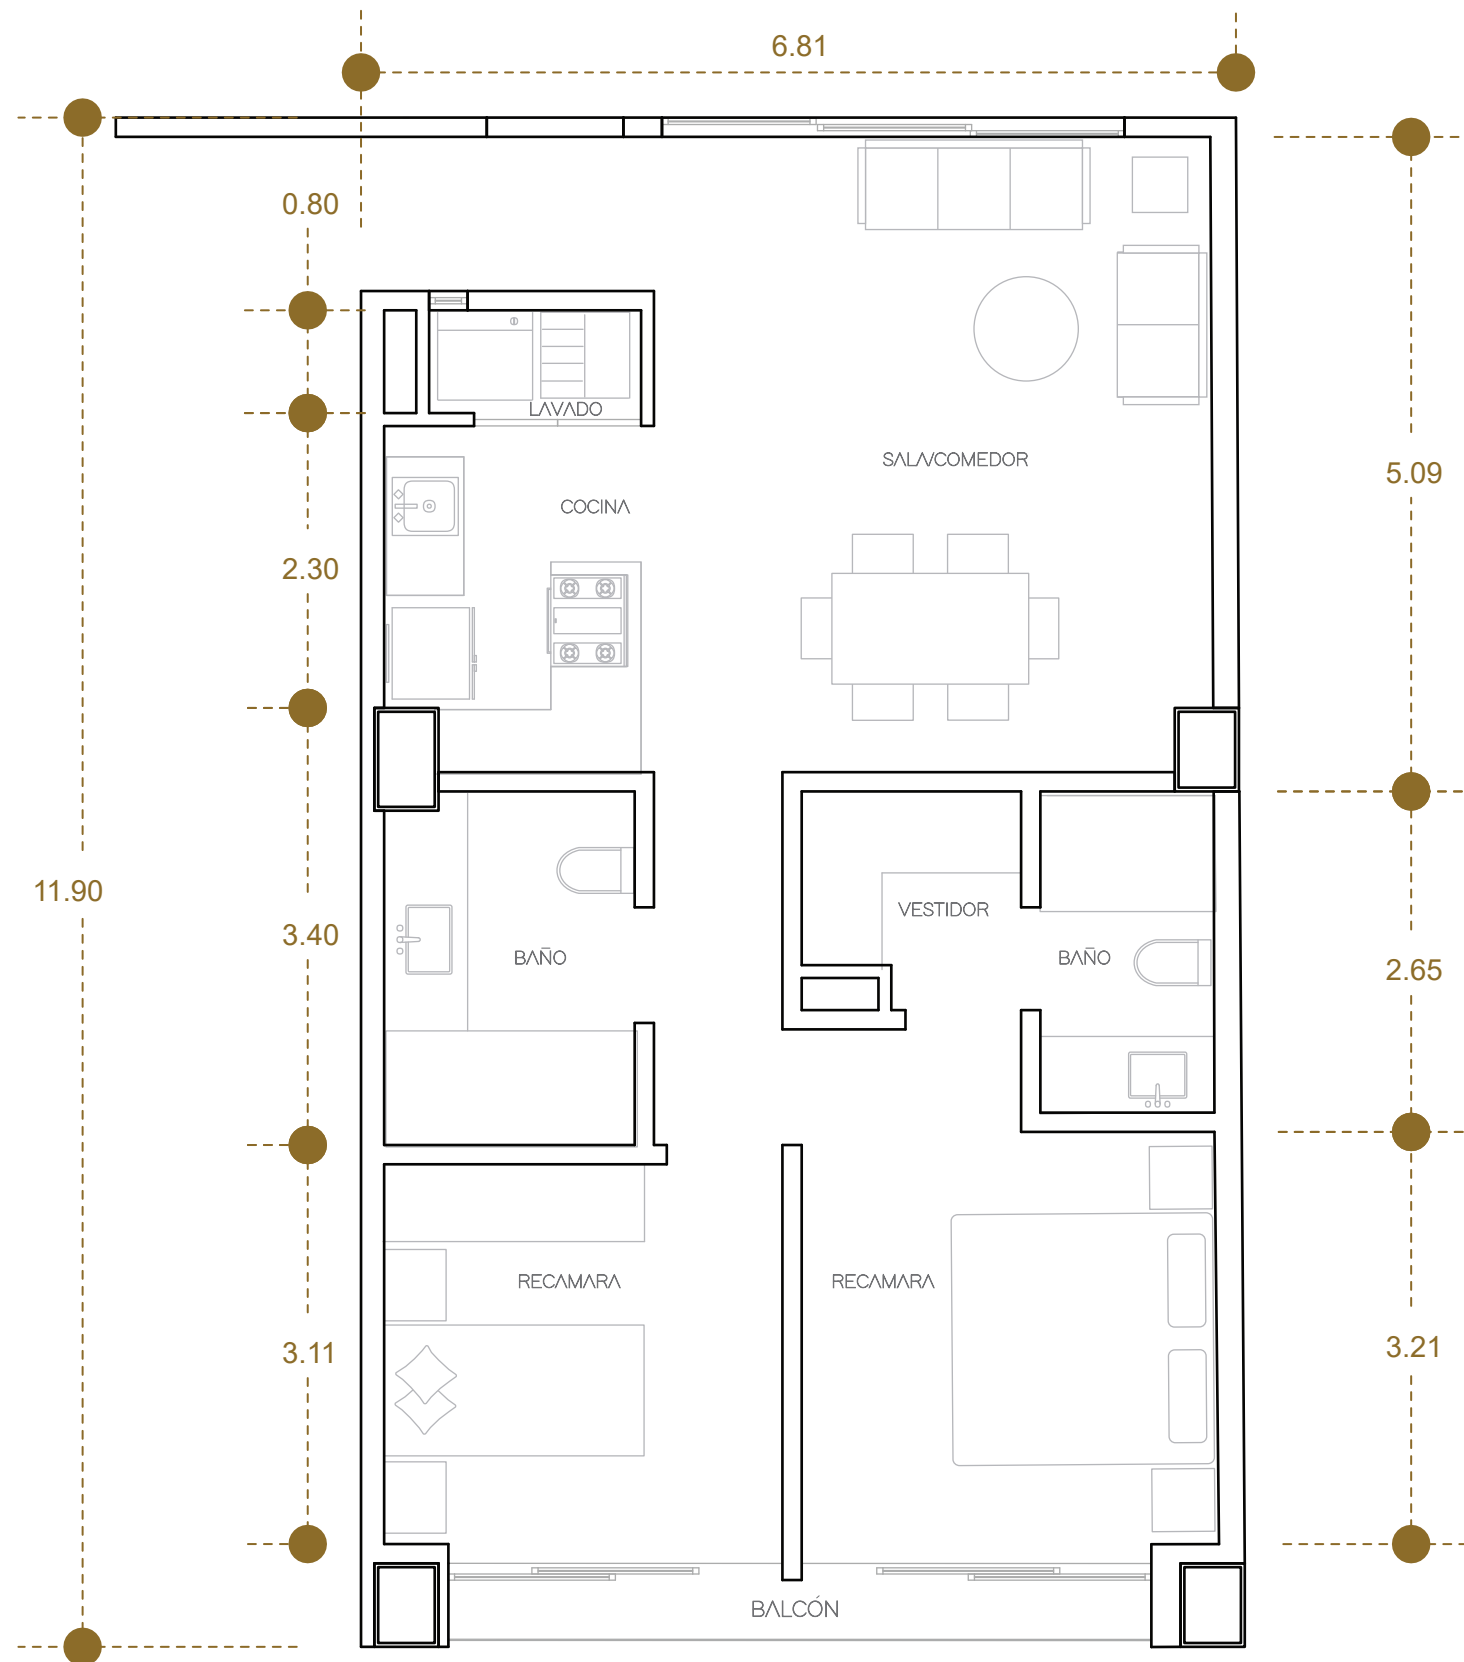 6.81
0.80
LAVADO
SALA/COMEDOR
5.09
COCINA
2.30
11.90
VESTIDOR
3.40
BAÑO
BAÑO
2.65
RECAMARA
RECAMARA
3.11
3.21
BALCÓN